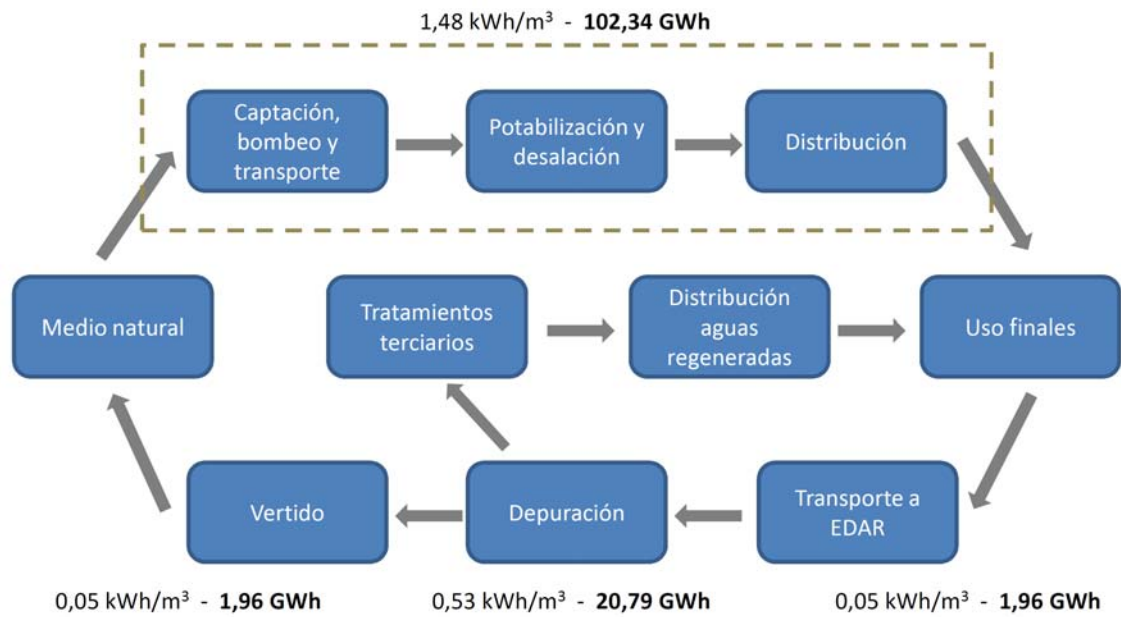 1,48 kWh/m³ - 102,34 GWh
Captación,
bombeo y
transporte
Potabilización y
desalación
Distribución
Medio natural
Tratamientos
terciarios
Distribución
aguas
regeneradas
Uso finales
Vertido
Depuración
Transporte a
EDAR
0,05 kWh/m³ - 1,96 GWh
0,53 kWh/m³ - 20,79 GWh
0,05 kWh/m³ - 1,96 GWh